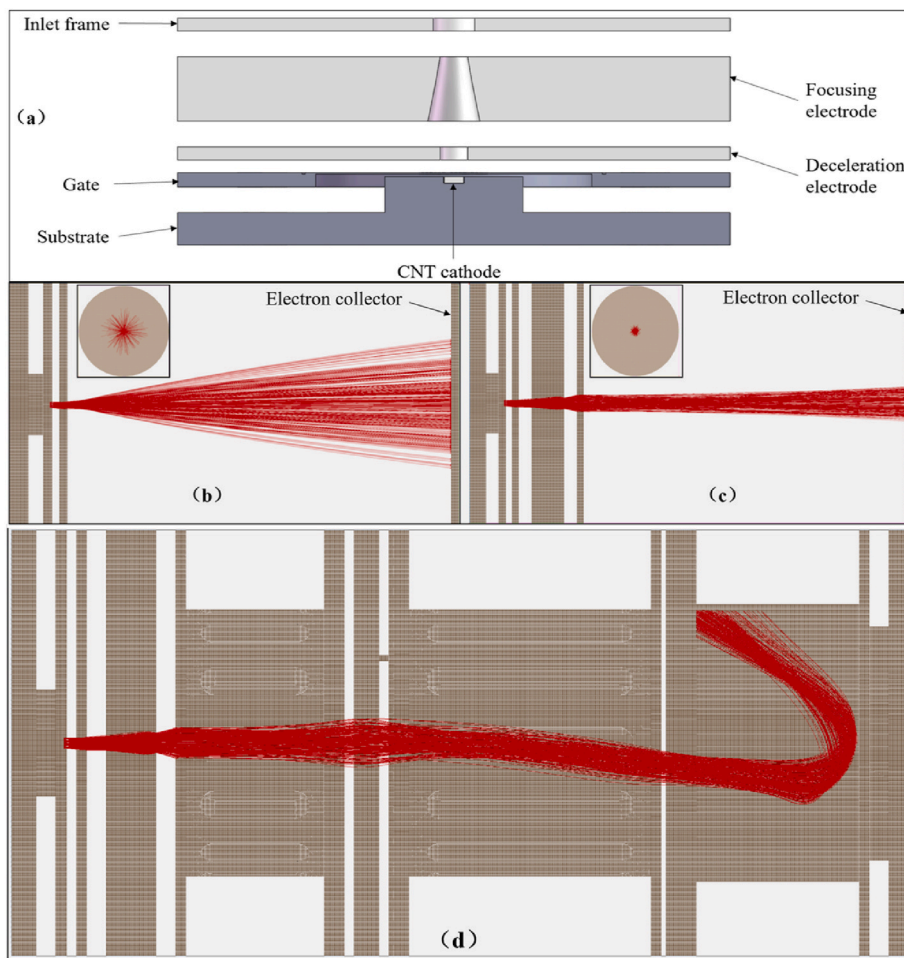 Inlet frame
(a)
Focusing
electrode
Deceleration
electrode
Gate
Substrate
CNT cathode
Electron collector
Electron collector
(b)
(c)
(d)